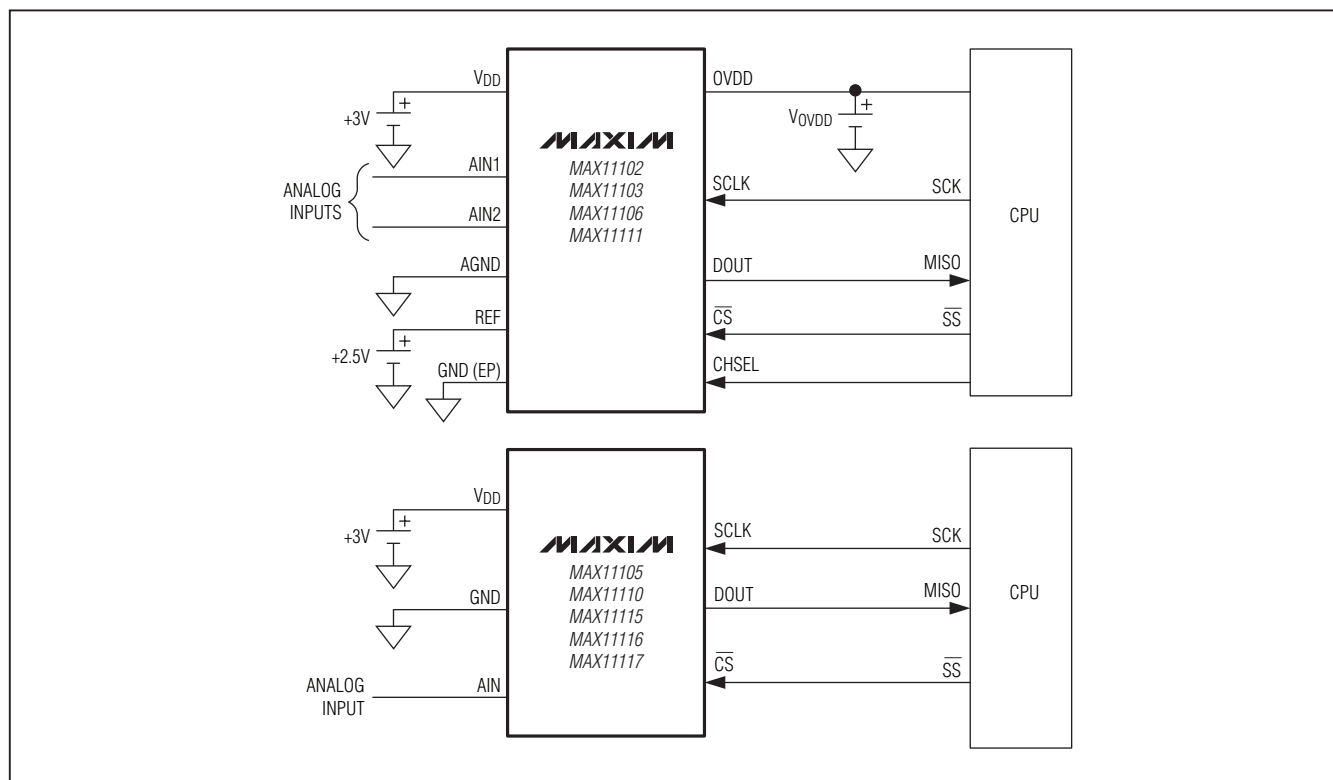 VDD
+
+3V
AIN1
ANALOG
INPUTS
AIN2
AGND
REF
+
+2.5V
GND (EP)
MAXIM
MAX11102
MAX11103
MAX11106
MAX11111
OVDD
+
VOVDD
SCLK
SCK
DOUT
MISO
CS
SS
CHSEL
CPU
VDD
+
+3V
GND
ANALOG
INPUT
AIN
MAXIM
MAX11105
MAX11110
MAX11115
MAX11116
MAX11117
SCLK
SCK
DOUT
MISO
CS
SS
CPU